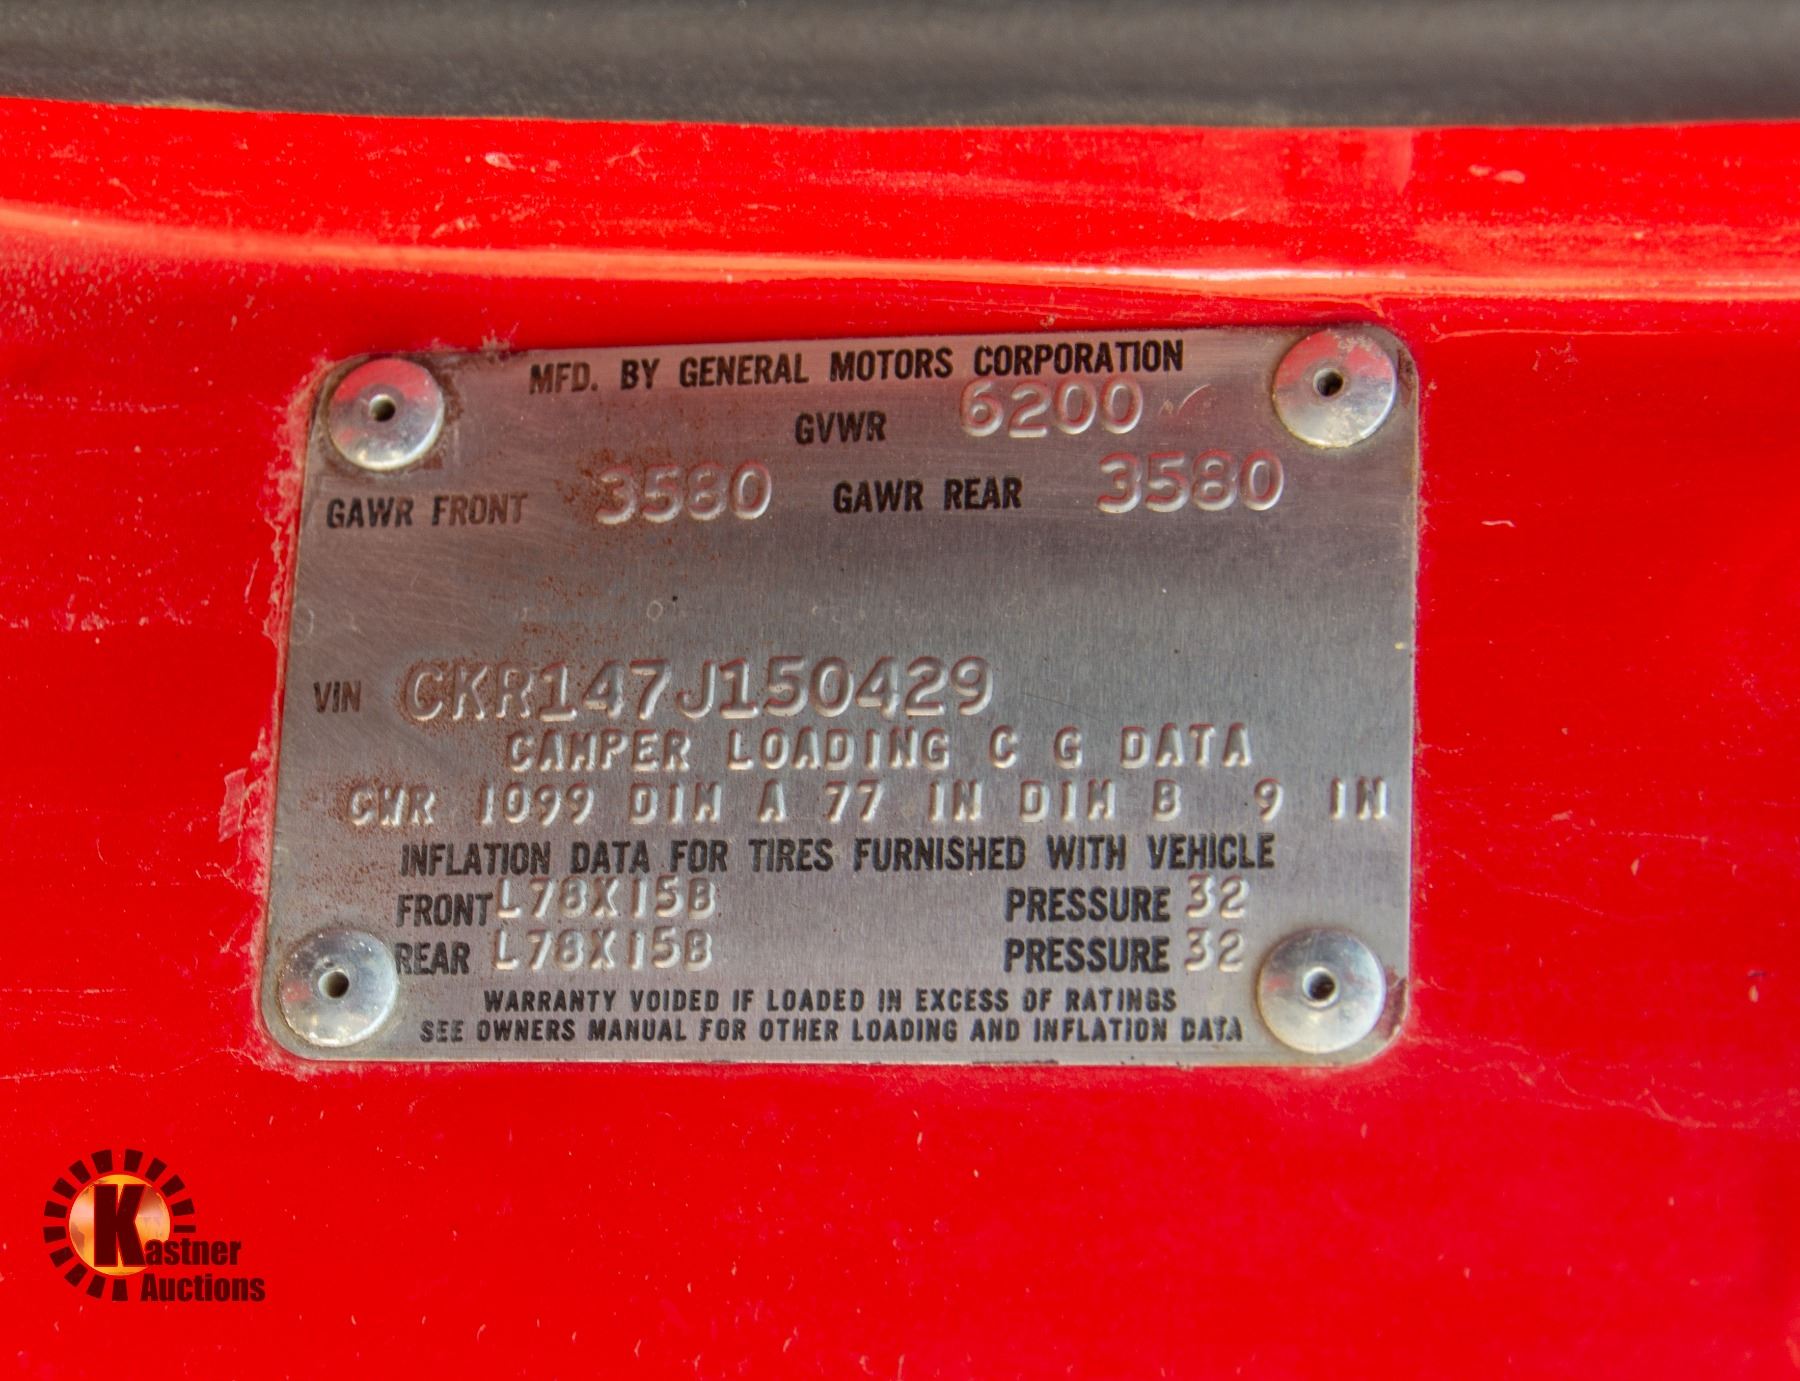 MFD. BY GENERAL MOTORS CORPORATION
GVWR 6200
GAWR FRONT 3580 GAWR REAR 3580
VIN CKR147J150429
CAMPER LOADING C G DATA
CWR 1099 DIM A 77 IN DIM B 9 IN
INFLATION DATA FOR TIRES FURNISHED WITH VEHICLE
FRONT L78X15B PRESSURE 32
REAR L78X15B PRESSURE 32
WARRANTY VOIDED IF LOADED IN EXCESS OF RATINGS
SEE OWNERS MANUAL FOR OTHER LOADING AND INFLATION DATA
Kastner
Auctions